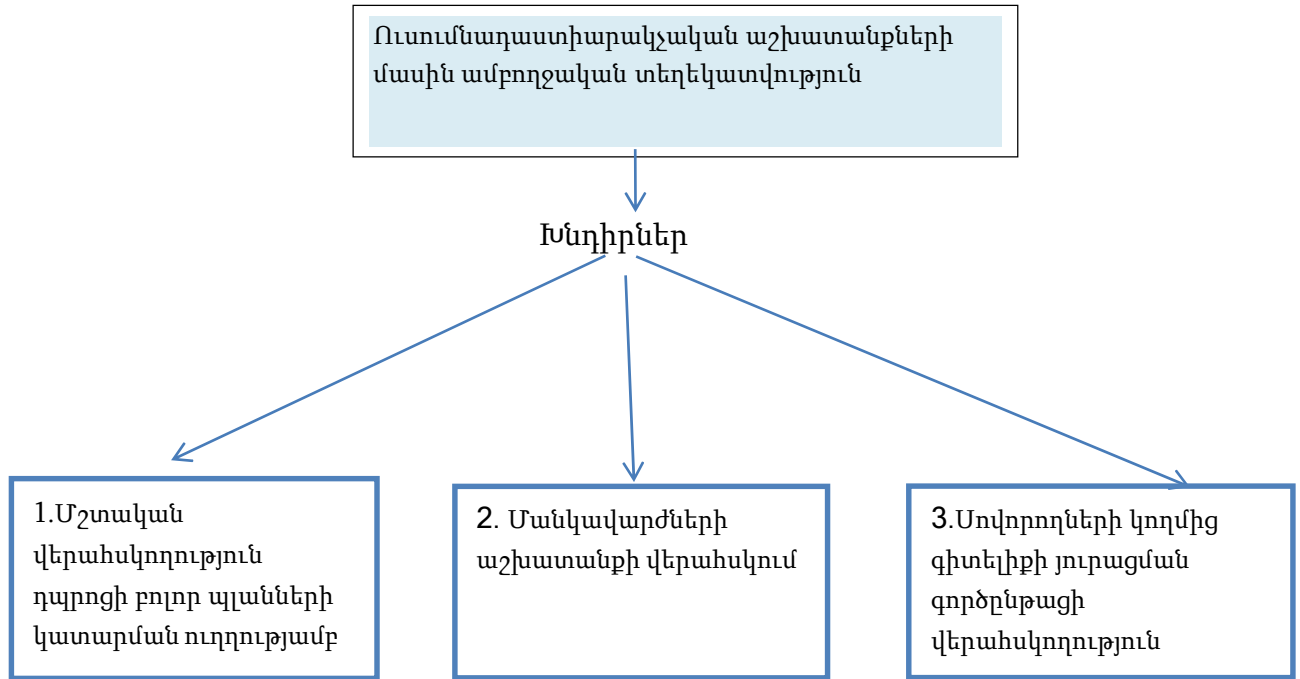 Ուսումնադաստիարակչական աշխատանքների
մասին ամբողջական տեղեկատվություն
Խնդիրներ
1.Մշտական
վերահսկողություն
դպրոցի բոլոր պլանների
կատարման ուղղությամբ
2. Մանկավարժների
աշխատանքի վերահսկում
3.Սովորողների կողմից
գիտելիքի յուրացման
գործընթացի
վերահսկողություն